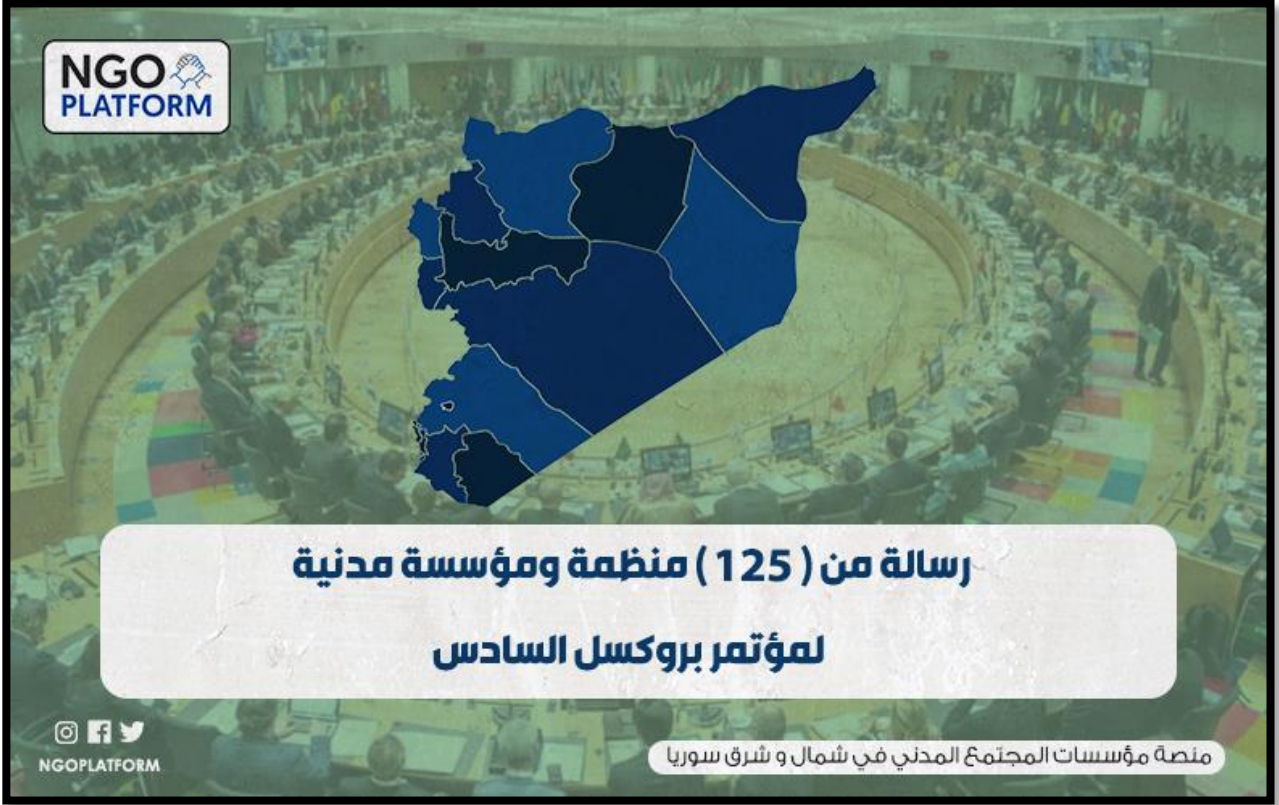 NGO
PLATFORM
رسالة من ( 125 ) منظمة ومؤسسة مدنية
لمؤتمر بروكسل السادس
NGOPLATFORM
منصة مؤسسات المجتمع المدني في شمال و شرق سوريا